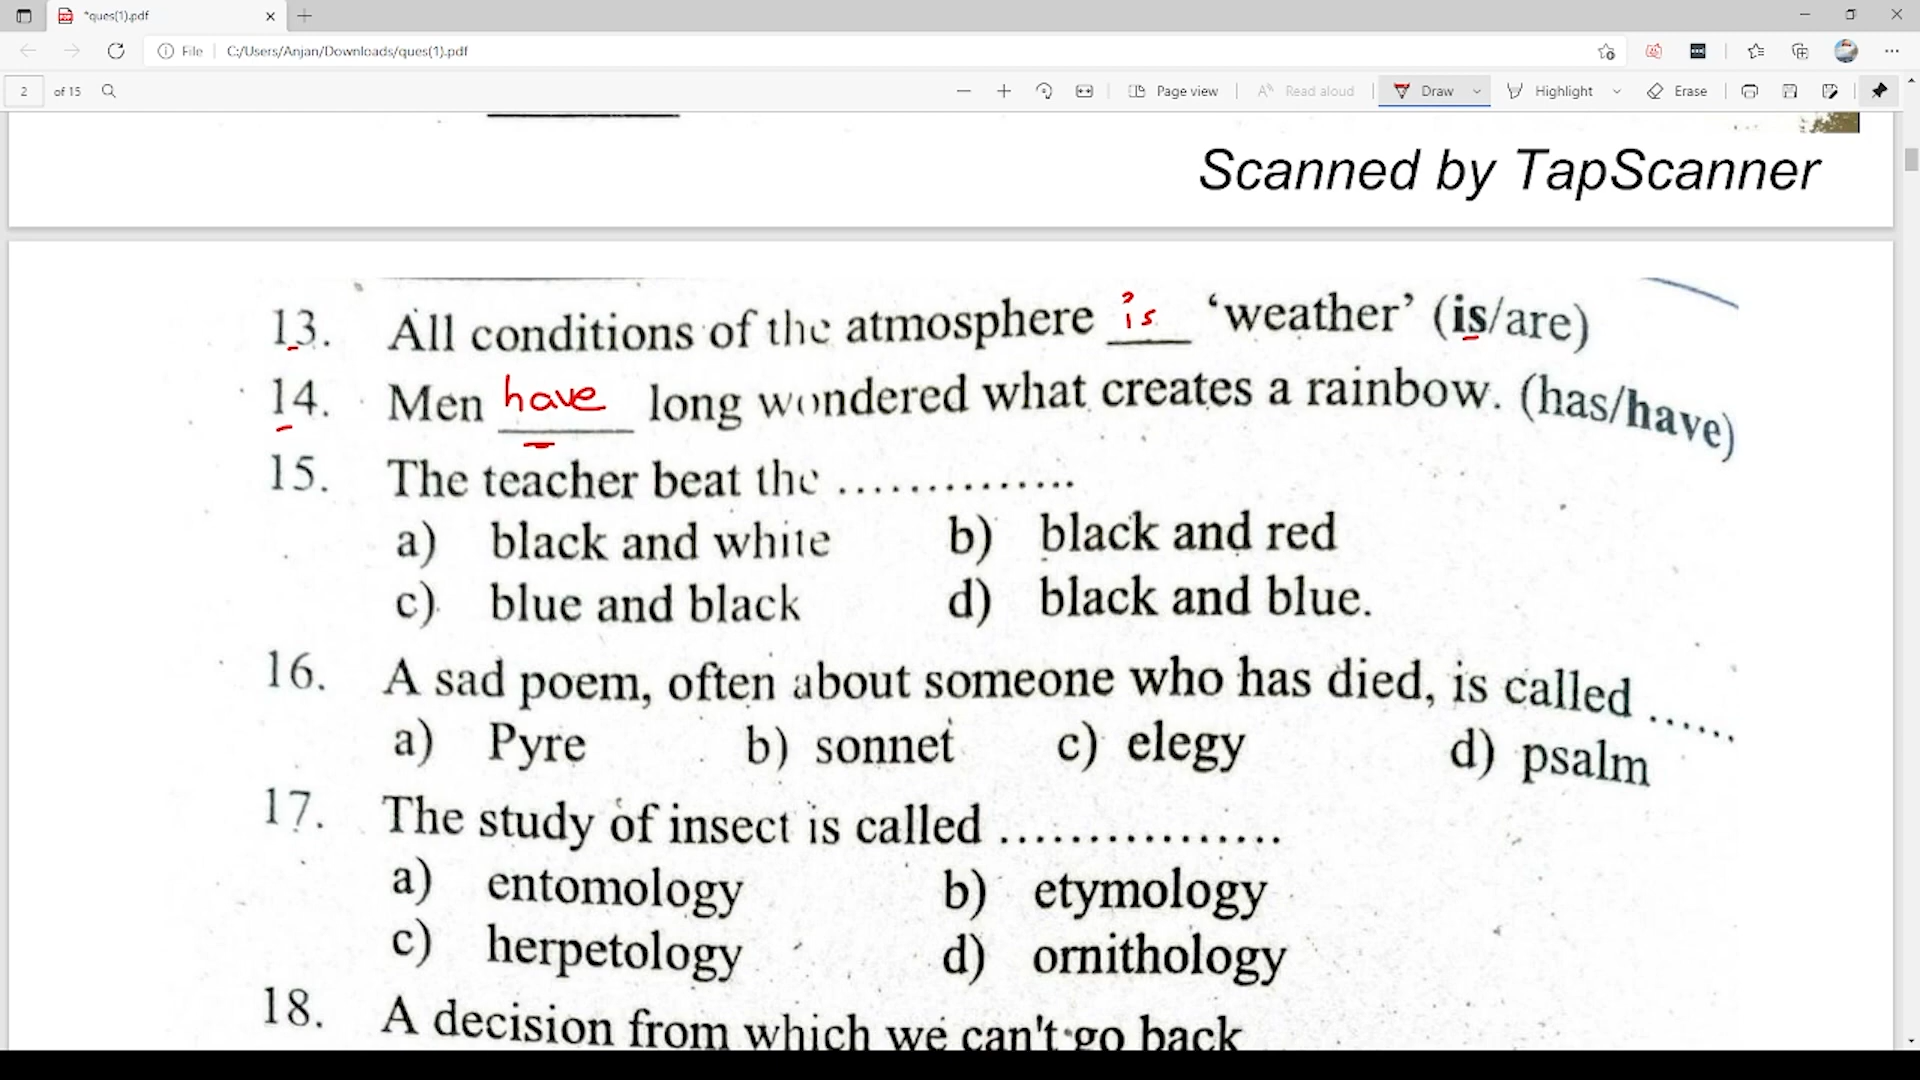 *ques(1).pdf
File C:/Users/Anjan/Downloads/ques(1).pdf
2 of 15 Page view Read aloud Draw Highlight Erase
Scanned by TapScanner
13. All conditions of the atmosphere is 'weather' (is/are)
14. Men have long wondered what creates a rainbow. (has/have)
15. The teacher beat the ..............
a) black and white b) black and red
c) blue and black d) black and blue.
16. A sad poem, often about someone who has died, is called ......
a) Pyre b) sonnet c) elegy d) psalm
17. The study of insect is called ................
a) entomology b) etymology
c) herpetology d) ornithology
18. A decision from which we can't go back